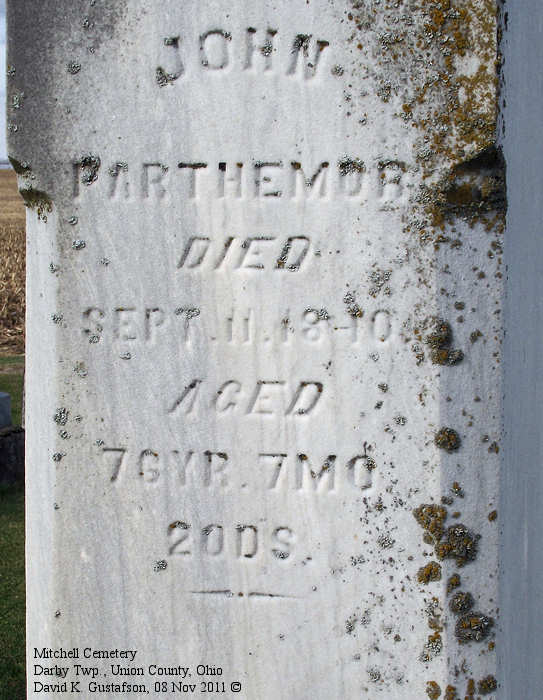 JOHN
PARTHEMOR
DIED
SEPT. 11. 1840.
AGED
76YR. 7MO
20DS.
Mitchell Cemetery
Darby Twp., Union County, Ohio
David K. Gustafson, 08 Nov 2011 ©